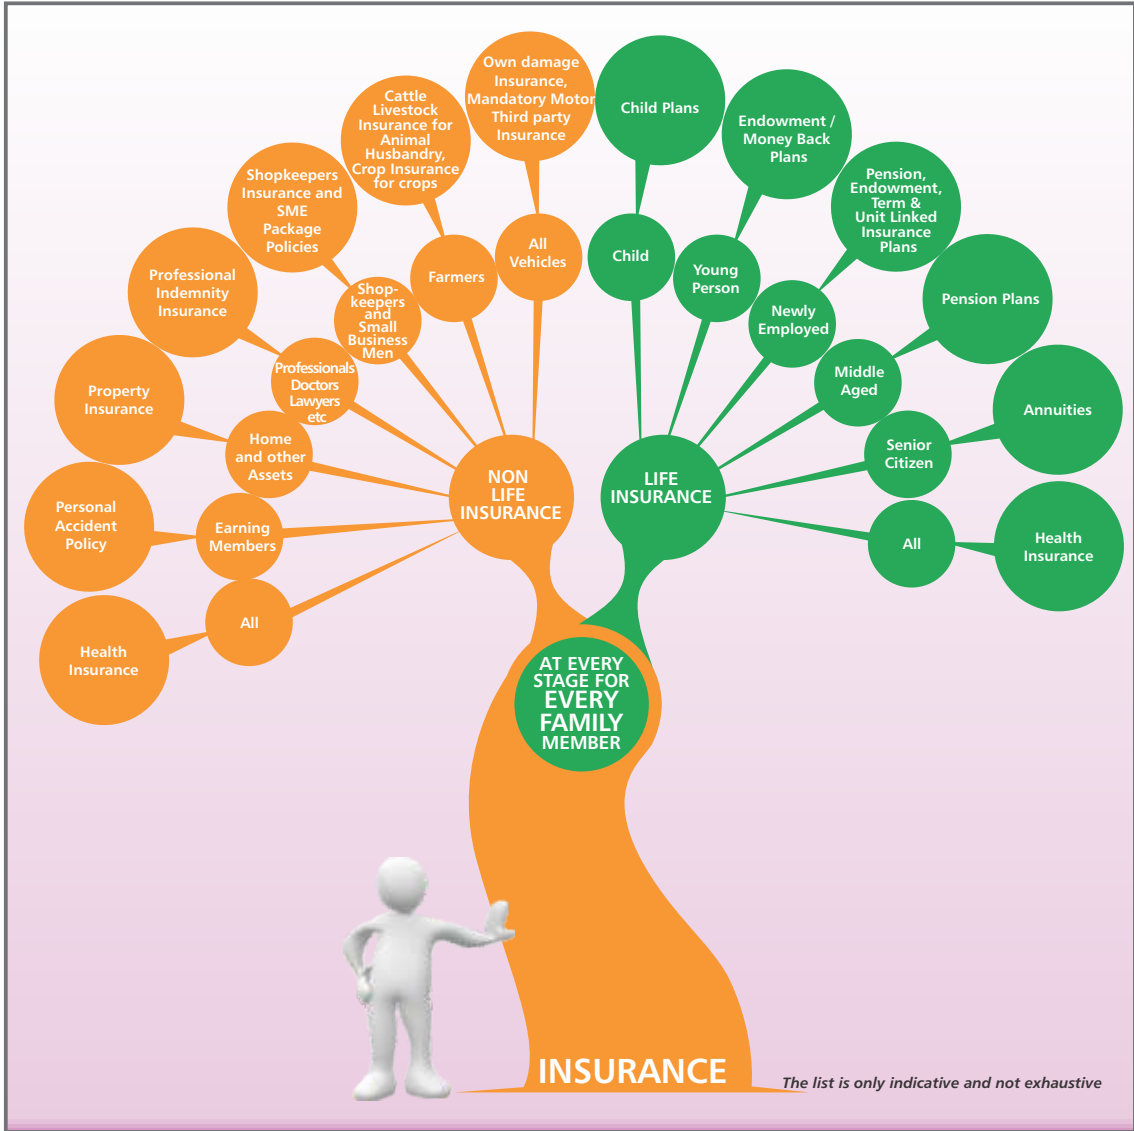 Own damage
Insurance,
Mandatory Motor
Third party
Insurance
Child Plans
Cattle
Livestock
Insurance for
Animal
Husbandry,
Crop Insurance
for crops
Endowment /
Money Back
Plans
Shopkeepers
Insurance and
SME
Package
Policies
Pension,
Endowment,
Term &
Unit Linked
Insurance
Plans
All
Vehicles
Child
Farmers
Young
Person
Professional
Indemnity
Insurance
Shop-
keepers
and
Small
Business
Men
Newly
Employed
Pension Plans
Professionals
Doctors
Lawyers
etc
Middle
Aged
Property
Insurance
Annuities
Home
and other
Assets
Senior
Citizen
NON
LIFE
INSURANCE
LIFE
INSURANCE
Personal
Accident
Policy
Earning
Members
All
Health
Insurance
All
Health
Insurance
AT EVERY
STAGE FOR
EVERY
FAMILY
MEMBER
INSURANCE
The list is only indicative and not exhaustive